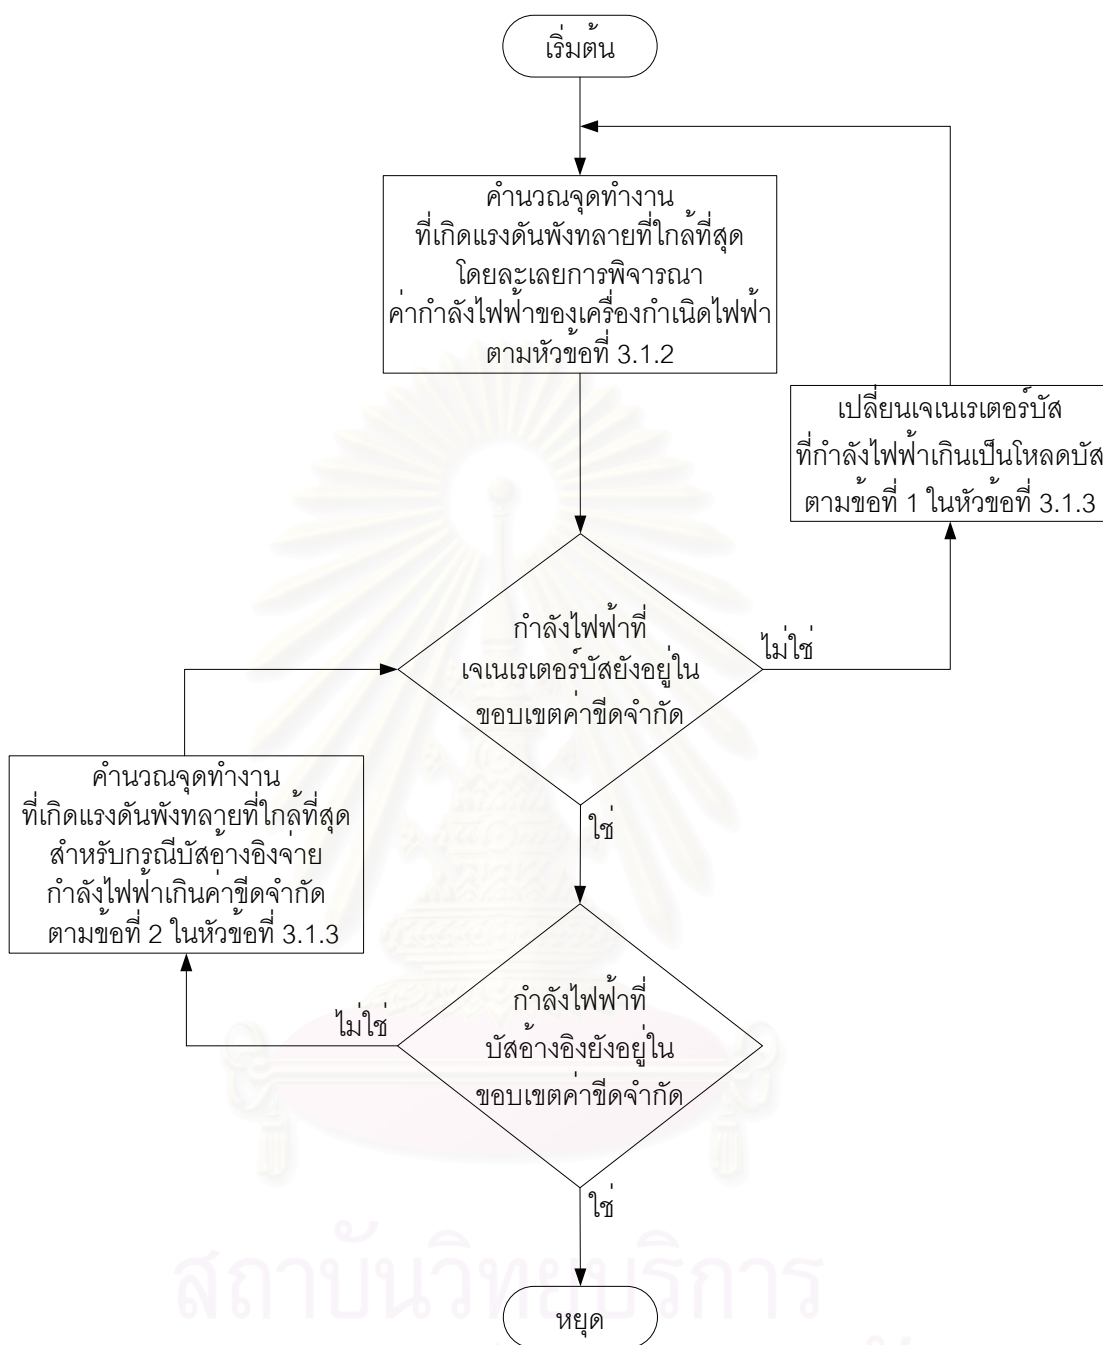 เริ่มต้น
คำนวณจุดทำงาน
ที่เกิดแรงดันพังทลายที่ใกล้ที่สุด
โดยละเลยการพิจารณา
ค่ากำลังไฟฟ้าของเครื่องกำเนิดไฟฟ้า
ตามหัวข้อที่ 3.1.2
เปลี่ยนเจเนเรเตอร์บัส
ที่กำลังไฟฟ้าเกินเป็นโหลดบัส
ตามข้อที่ 1 ในหัวข้อที่ 3.1.3
กำลังไฟฟ้าที่
เจเนเรเตอร์บัสยังอยู่ใน
ขอบเขตค่าขีดจำกัด
ไม่ใช่
ใช่
คำนวณจุดทำงาน
ที่เกิดแรงดันพังทลายที่ใกล้ที่สุด
สำหรับกรณีบัสอ้างอิงจ่าย
กำลังไฟฟ้าเกินค่าขีดจำกัด
ตามข้อที่ 2 ในหัวข้อที่ 3.1.3
กำลังไฟฟ้าที่
บัสอ้างอิงยังอยู่ใน
ขอบเขตค่าขีดจำกัด
ไม่ใช่
ใช่
สถาบันวิทยบริการ
หยุด